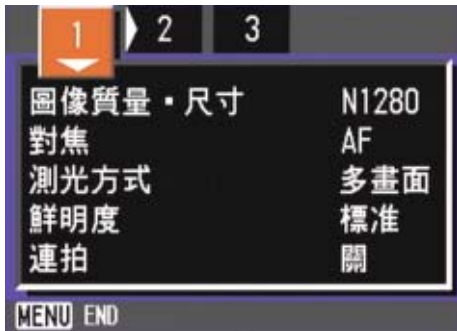 1 2 3
圖像質量・尺寸 N1280
對焦 AF
測光方式 多畫面
鮮明度 標准
連拍 關
MENU END